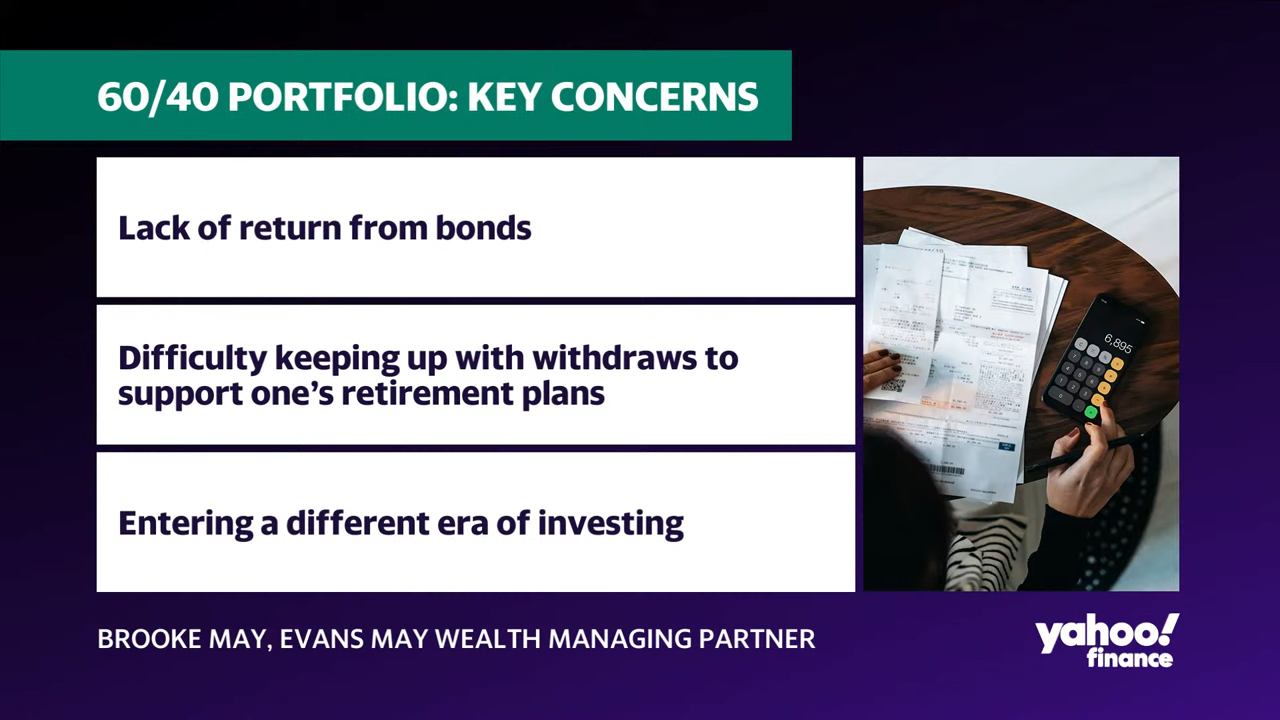 60/40 PORTFOLIO: KEY CONCERNS
Lack of return from bonds
Difficulty keeping up with withdraws to
support one’s retirement plans
Entering a different era of investing
6,895
BROOKE MAY, EVANS MAY WEALTH MANAGING PARTNER
yahoo!
finance